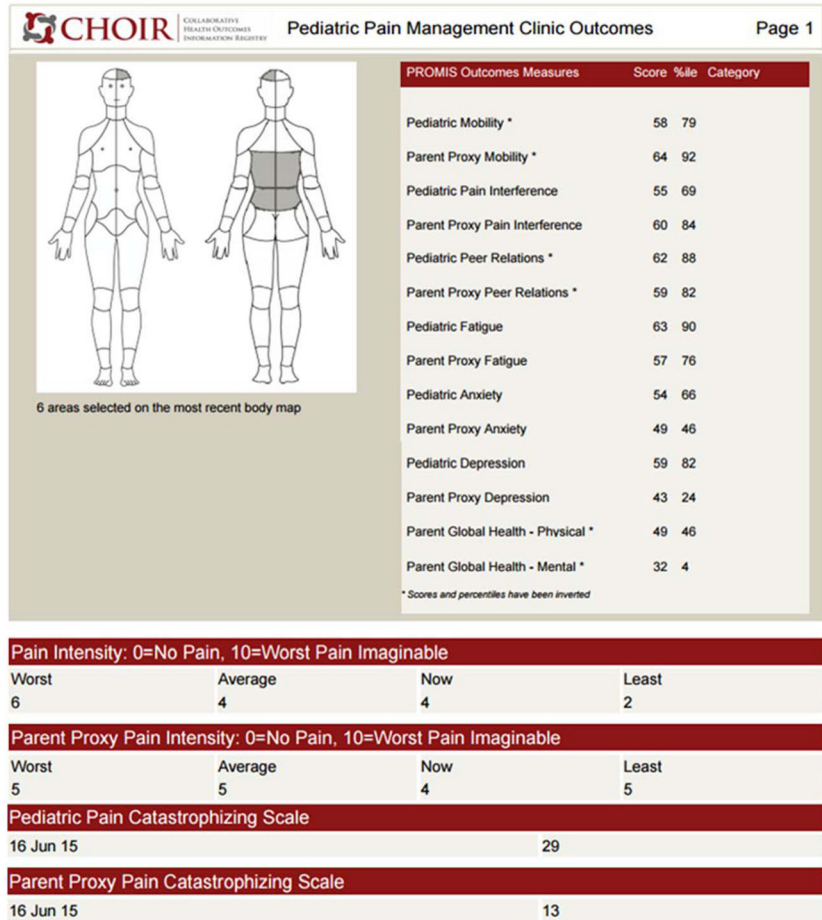 CHOIR
COLLABORATIVE
HEALTH OUTCOMES
INFORMATION REGISTRY
Pediatric Pain Management Clinic Outcomes
Page 1
6 areas selected on the most recent body map
PROMIS Outcomes Measures Score %ile Category
Pediatric Mobility * 58 79
Parent Proxy Mobility * 64 92
Pediatric Pain Interference 55 69
Parent Proxy Pain Interference 60 84
Pediatric Peer Relations * 62 88
Parent Proxy Peer Relations * 59 82
Pediatric Fatigue 63 90
Parent Proxy Fatigue 57 76
Pediatric Anxiety 54 66
Parent Proxy Anxiety 49 46
Pediatric Depression 59 82
Parent Proxy Depression 43 24
Parent Global Health - Physical * 49 46
Parent Global Health - Mental * 32 4
* Scores and percentiles have been inverted
Pain Intensity: 0=No Pain, 10=Worst Pain Imaginable
Worst Average Now Least
6 4 4 2
Parent Proxy Pain Intensity: 0=No Pain, 10=Worst Pain Imaginable
Worst Average Now Least
5 5 4 5
Pediatric Pain Catastrophizing Scale
16 Jun 15 29
Parent Proxy Pain Catastrophizing Scale
16 Jun 15 13